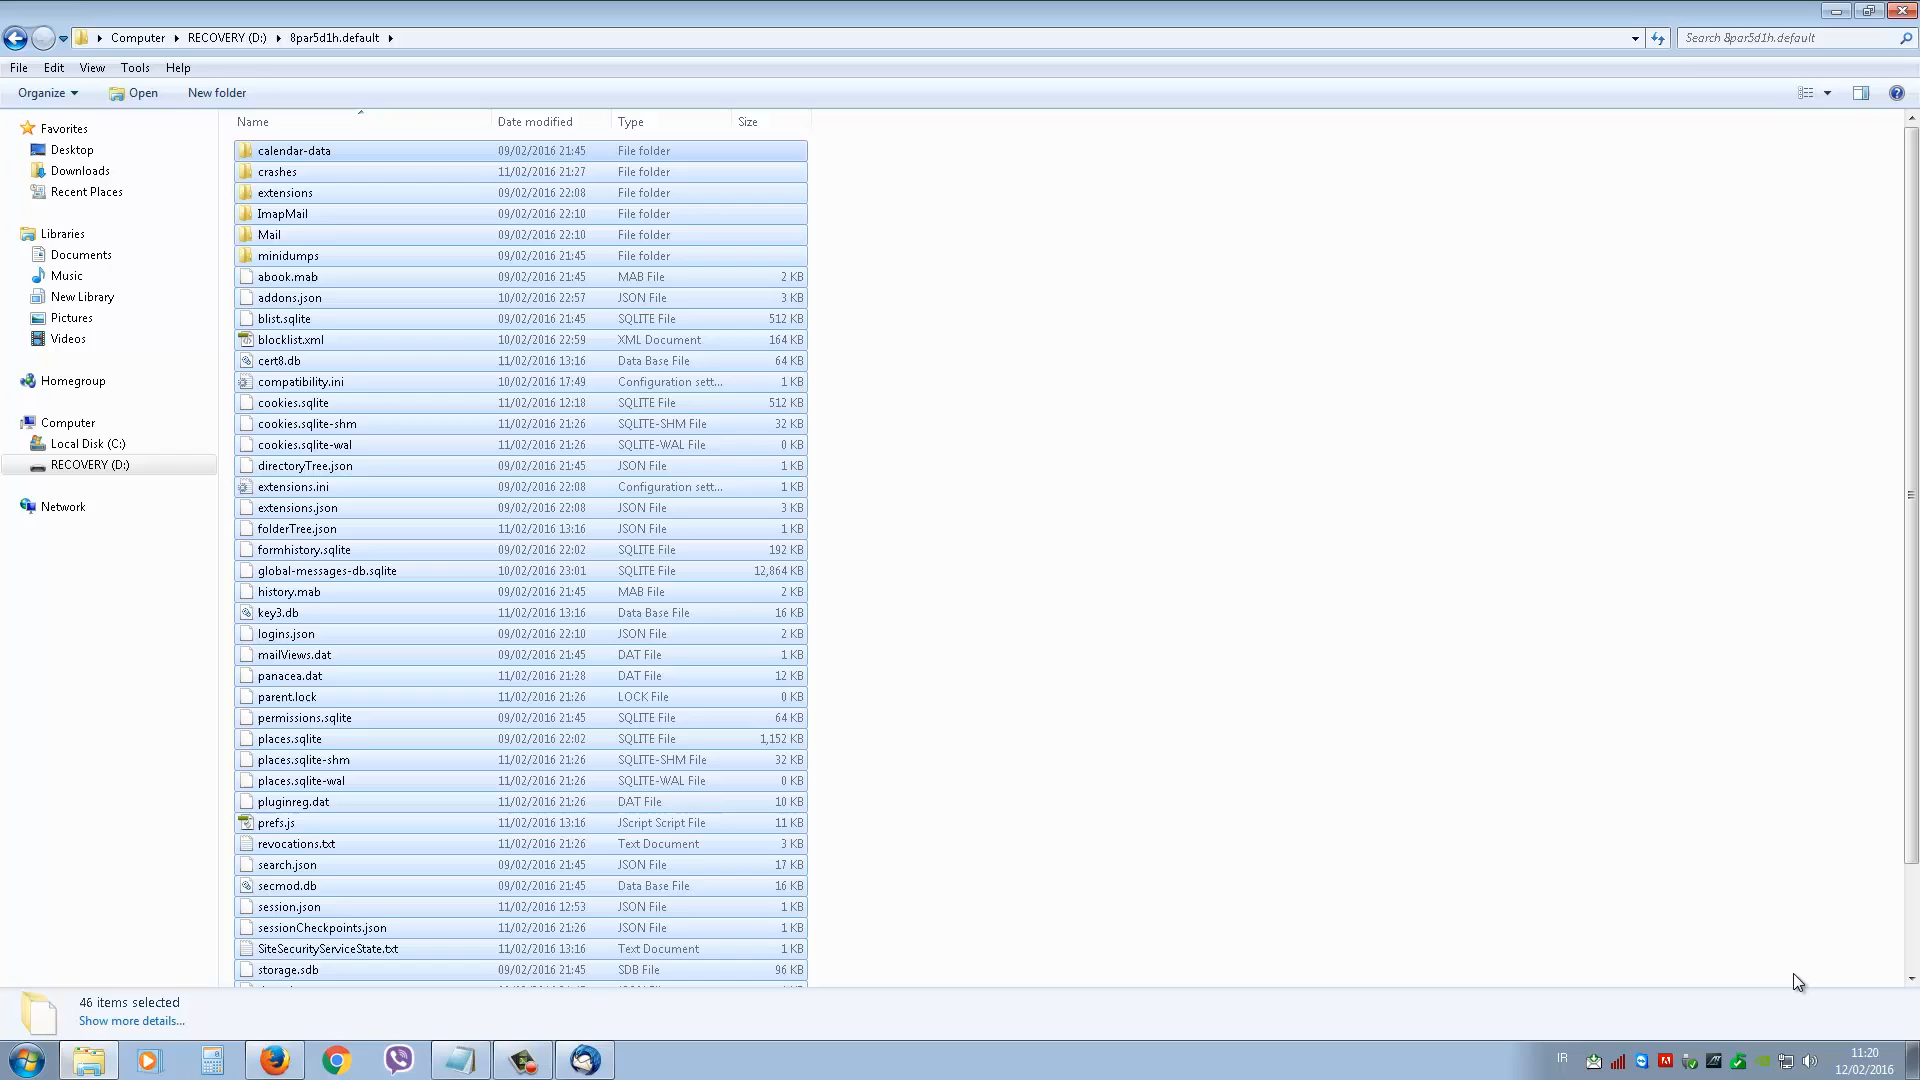 Computer RECOVERY (D:) 8par5d1h.default Search 8par5d1h.default
File Edit View Tools Help
Organize Open New folder
Name Date modified Type Size
Favorites
Desktop
Downloads
Recent Places
Libraries
Documents
Music
New Library
Pictures
Videos
Homegroup
Computer
Local Disk (C:)
RECOVERY (D:)
Network
calendar-data 09/02/2016 21:45 File folder
crashes 11/02/2016 21:27 File folder
extensions 09/02/2016 22:08 File folder
ImapMail 09/02/2016 22:10 File folder
Mail 09/02/2016 22:10 File folder
minidumps 09/02/2016 21:45 File folder
abook.mab 09/02/2016 21:45 MAB File 2 KB
addons.json 10/02/2016 22:57 JSON File 3 KB
blist.sqlite 09/02/2016 21:45 SQLITE File 512 KB
blocklist.xml 10/02/2016 22:59 XML Document 164 KB
cert8.db 11/02/2016 13:16 Data Base File 64 KB
compatibility.ini 10/02/2016 17:49 Configuration sett... 1 KB
cookies.sqlite 11/02/2016 12:18 SQLITE File 512 KB
cookies.sqlite-shm 11/02/2016 21:26 SQLITE-SHM File 32 KB
cookies.sqlite-wal 11/02/2016 21:26 SQLITE-WAL File 0 KB
directoryTree.json 09/02/2016 21:45 JSON File 1 KB
extensions.ini 09/02/2016 22:08 Configuration sett... 1 KB
extensions.json 09/02/2016 22:08 JSON File 3 KB
folderTree.json 11/02/2016 13:16 JSON File 1 KB
formhistory.sqlite 09/02/2016 22:02 SQLITE File 192 KB
global-messages-db.sqlite 10/02/2016 23:01 SQLITE File 12,864 KB
history.mab 09/02/2016 21:45 MAB File 2 KB
key3.db 11/02/2016 13:16 Data Base File 16 KB
logins.json 09/02/2016 22:10 JSON File 2 KB
mailViews.dat 09/02/2016 21:45 DAT File 1 KB
panacea.dat 11/02/2016 21:28 DAT File 12 KB
parent.lock 11/02/2016 21:26 LOCK File 0 KB
permissions.sqlite 09/02/2016 21:45 SQLITE File 64 KB
places.sqlite 09/02/2016 22:02 SQLITE File 1,152 KB
places.sqlite-shm 11/02/2016 21:26 SQLITE-SHM File 32 KB
places.sqlite-wal 11/02/2016 21:26 SQLITE-WAL File 0 KB
pluginreg.dat 11/02/2016 21:26 DAT File 10 KB
prefs.js 11/02/2016 13:16 JScript Script File 11 KB
revocations.txt 11/02/2016 21:26 Text Document 3 KB
search.json 09/02/2016 21:45 JSON File 17 KB
secmod.db 09/02/2016 21:45 Data Base File 16 KB
session.json 11/02/2016 12:53 JSON File 1 KB
sessionCheckpoints.json 11/02/2016 21:26 JSON File 1 KB
SiteSecurityServiceState.txt 11/02/2016 13:16 Text Document 1 KB
storage.sdb 09/02/2016 21:45 SDB File 96 KB
46 items selected
Show more details...
IR 11:20
12/02/2016